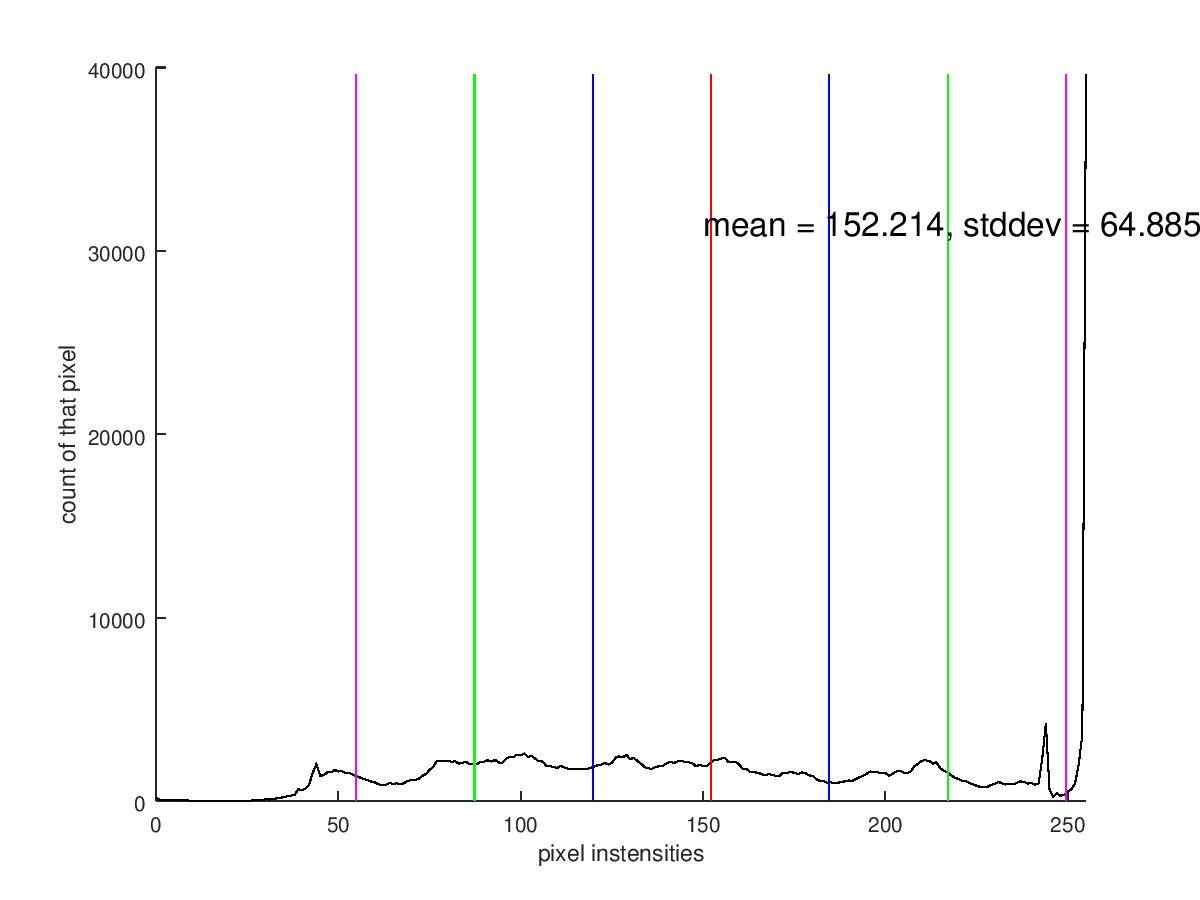 40000
30000
20000
10000
0
count of that pixel
mean = 152.214, stddev = 64.885
0 50 100 150 200 250
pixel instensities